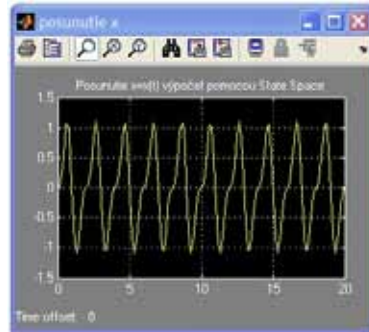 posunutie x
Posunutie x=x(t) výpočet pomocou State Space
1.5
1
0.5
0
-0.5
-1
-1.5
0 5 10 15 20
Time offset: 0